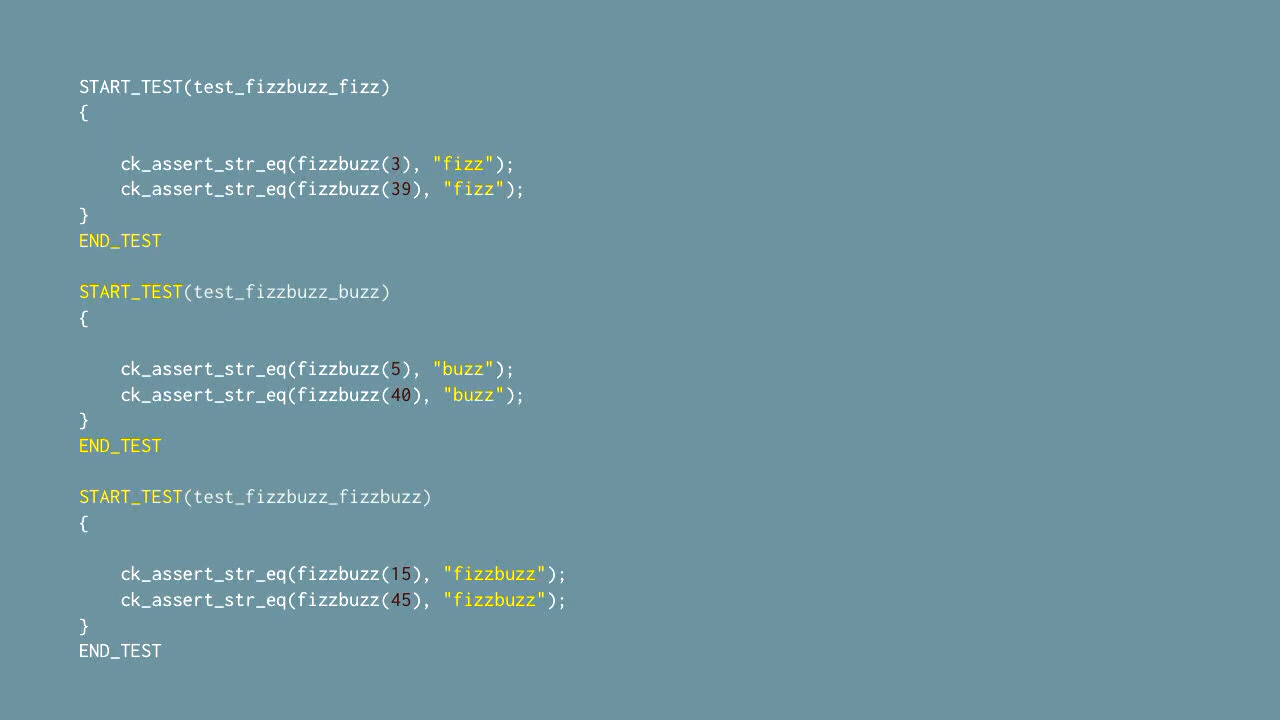 START_TEST(test_fizzbuzz_fizz)
{
    ck_assert_str_eq(fizzbuzz(3), "fizz");
    ck_assert_str_eq(fizzbuzz(39), "fizz");
}
END_TEST
START_TEST(test_fizzbuzz_buzz)
{
    ck_assert_str_eq(fizzbuzz(5), "buzz");
    ck_assert_str_eq(fizzbuzz(40), "buzz");
}
END_TEST
START_TEST(test_fizzbuzz_fizzbuzz)
{
    ck_assert_str_eq(fizzbuzz(15), "fizzbuzz");
    ck_assert_str_eq(fizzbuzz(45), "fizzbuzz");
}
END_TEST